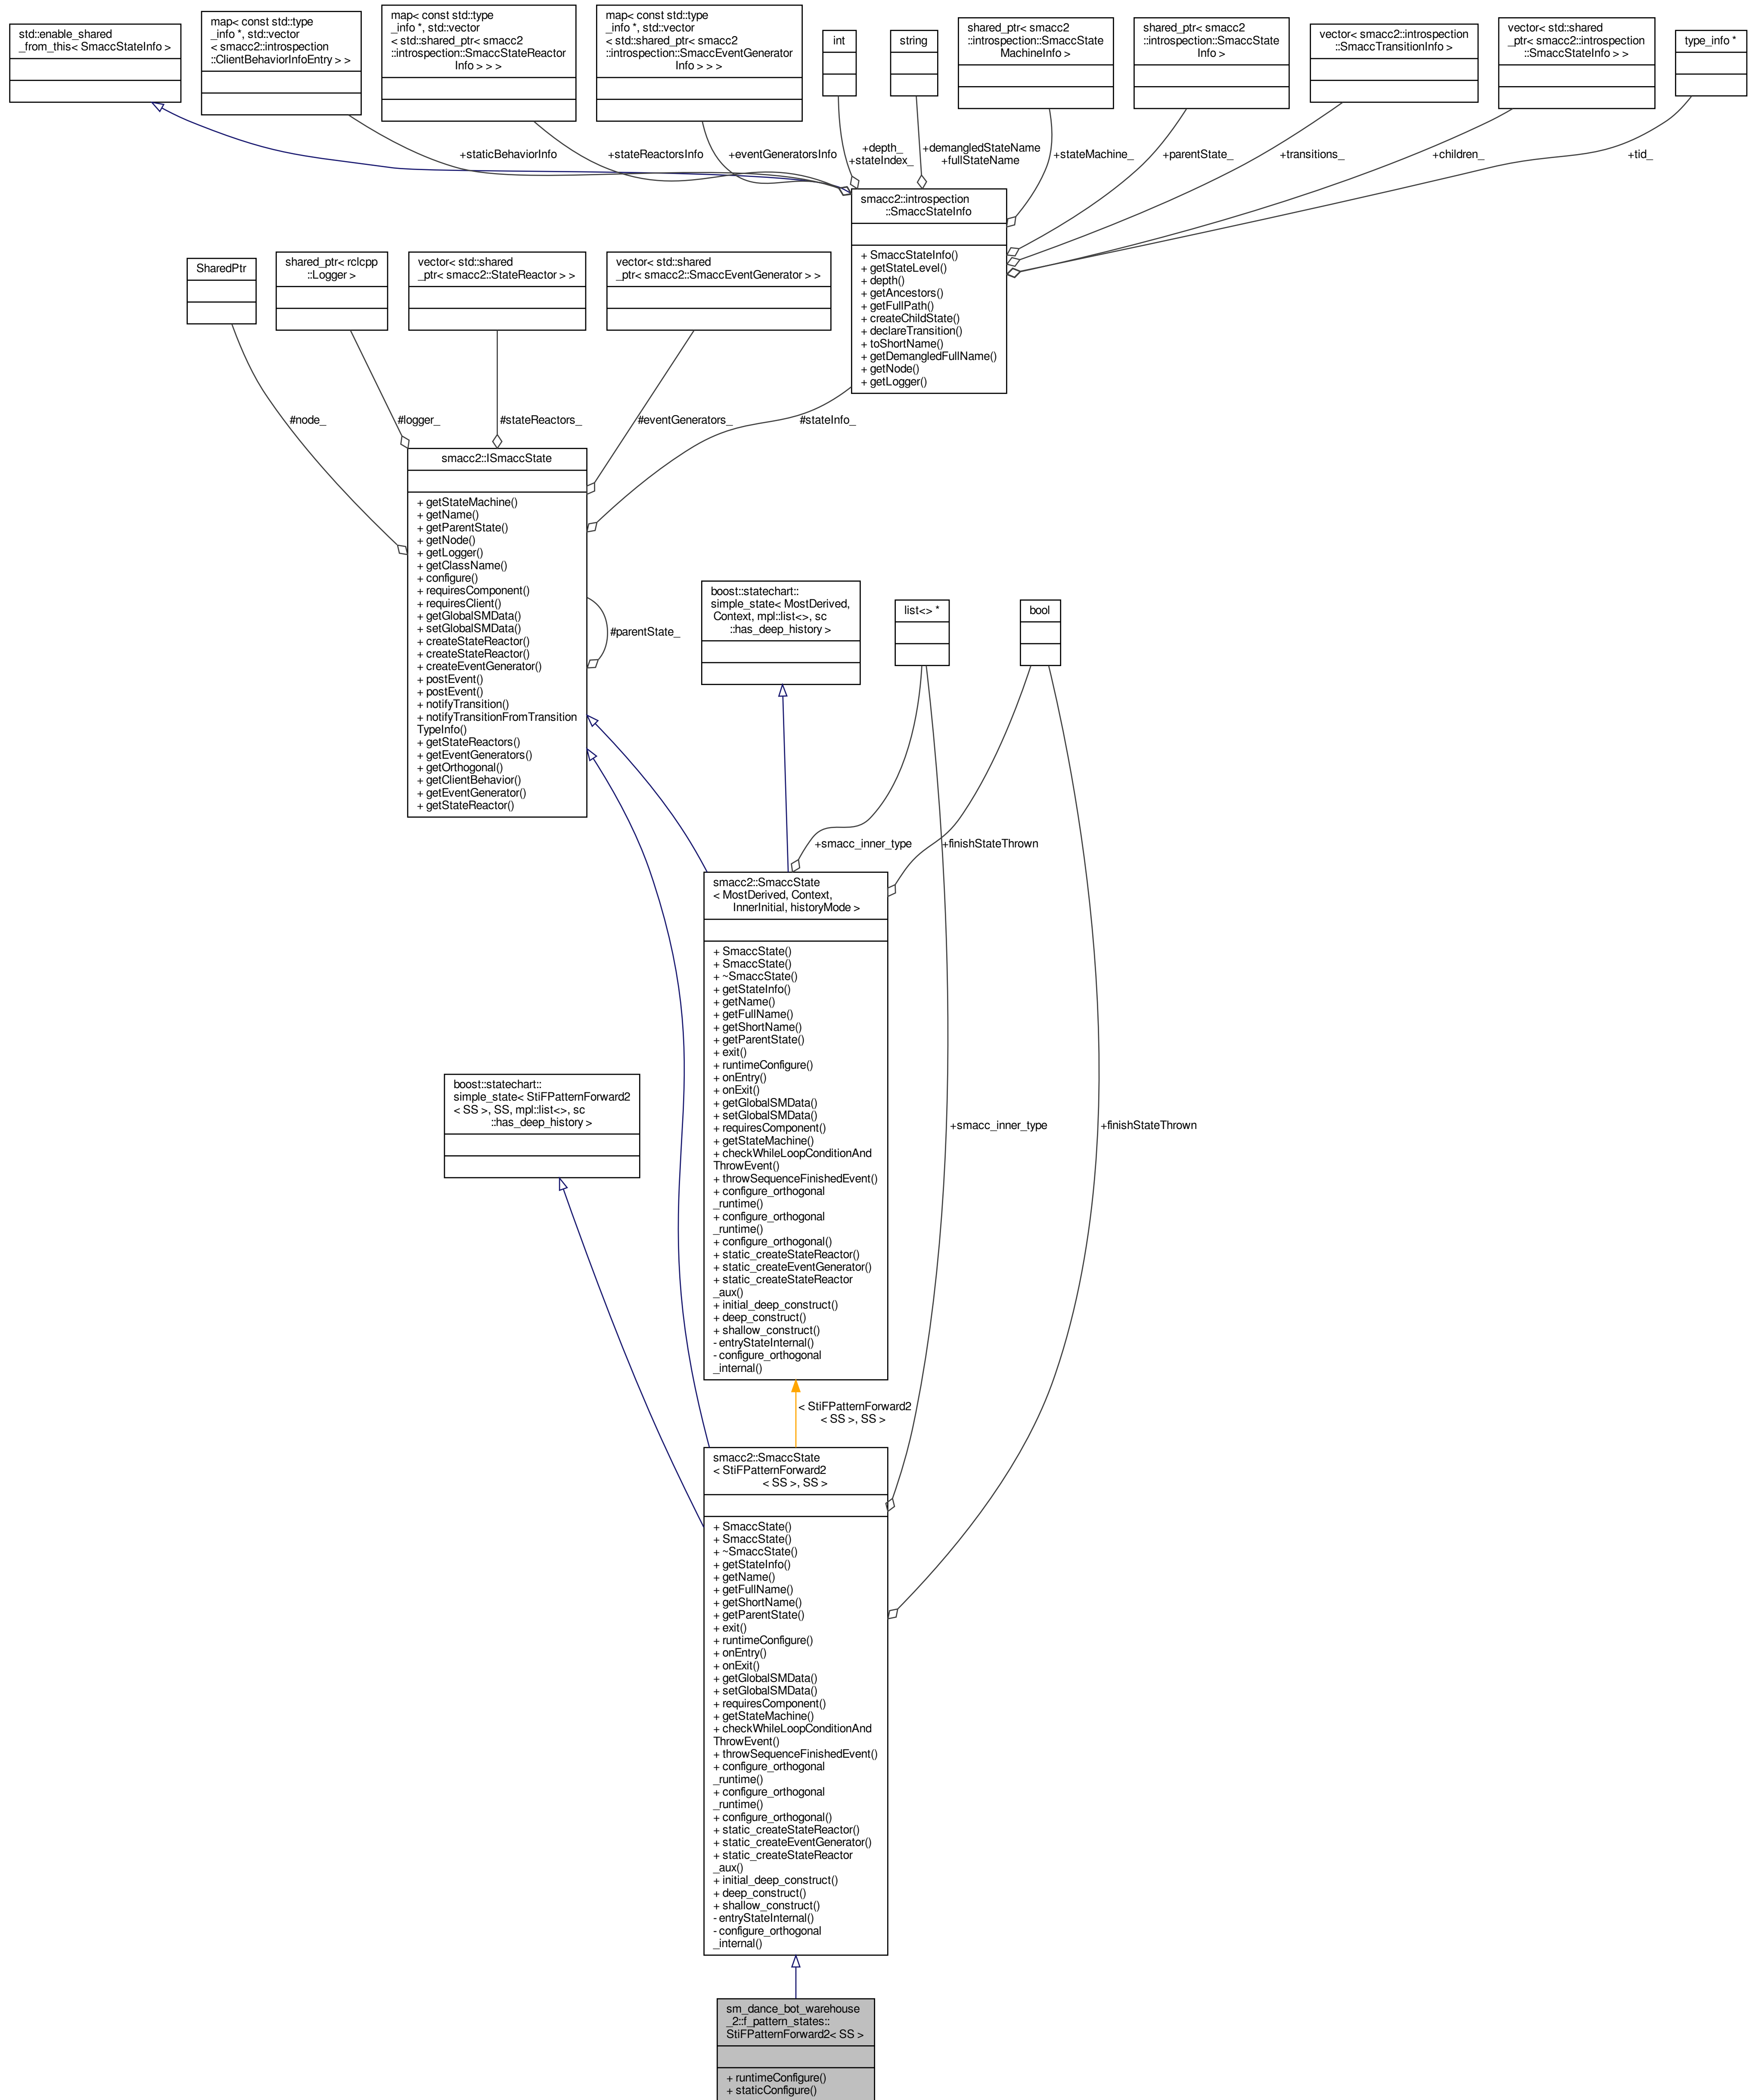 std::enable_shared
_from_this< SmaccStateInfo >
map< const std::type
_info *, std::vector
< smacc2::introspection
::ClientBehaviorInfoEntry > >
map< const std::type
_info *, std::vector
< std::shared_ptr< smacc2
::introspection::SmaccStateReactor
Info > > >
map< const std::type
_info *, std::vector
< std::shared_ptr< smacc2
::introspection::SmaccEventGenerator
Info > > >
int
string
shared_ptr< smacc2
::introspection::SmaccState
MachineInfo >
shared_ptr< smacc2
::introspection::SmaccState
Info >
vector< smacc2::introspection
::SmaccTransitionInfo >
vector< std::shared
_ptr< smacc2::introspection
::SmaccStateInfo > >
type_info *
+staticBehaviorInfo
+stateReactorsInfo
+eventGeneratorsInfo
+depth_
+stateIndex_
+demangledStateName
+fullStateName
+stateMachine_
+parentState_
+transitions_
+children_
+tid_
smacc2::introspection
::SmaccStateInfo
+ SmaccStateInfo()
+ getStateLevel()
+ depth()
+ getAncestors()
+ getFullPath()
+ createChildState()
+ declareTransition()
+ toShortName()
+ getDemangledFullName()
+ getNode()
+ getLogger()
SharedPtr
shared_ptr< rclcpp
::Logger >
vector< std::shared
_ptr< smacc2::StateReactor > >
vector< std::shared
_ptr< smacc2::SmaccEventGenerator > >
#node_
#logger_
#stateReactors_
#eventGenerators_
#stateInfo_
smacc2::ISmaccState
+ getStateMachine()
+ getName()
+ getParentState()
+ getNode()
+ getLogger()
+ getClassName()
+ configure()
+ requiresComponent()
+ requiresClient()
+ getGlobalSMData()
+ setGlobalSMData()
+ createStateReactor()
+ createStateReactor()
+ createEventGenerator()
+ postEvent()
+ postEvent()
+ notifyTransition()
+ notifyTransitionFromTransition
TypeInfo()
+ getStateReactors()
+ getEventGenerators()
+ getOrthogonal()
+ getClientBehavior()
+ getEventGenerator()
+ getStateReactor()
#parentState_
boost::statechart::
simple_state< MostDerived,
Context, mpl::list<>, sc
::has_deep_history >
list<> *
bool
+smacc_inner_type
+finishStateThrown
smacc2::SmaccState
< MostDerived, Context,
InnerInitial, historyMode >
+ SmaccState()
+ SmaccState()
+ ~SmaccState()
+ getStateInfo()
+ getName()
+ getFullName()
+ getShortName()
+ getParentState()
+ exit()
+ runtimeConfigure()
+ onEntry()
+ onExit()
+ getGlobalSMData()
+ setGlobalSMData()
+ requiresComponent()
+ getStateMachine()
+ checkWhileLoopConditionAnd
ThrowEvent()
+ throwSequenceFinishedEvent()
+ configure_orthogonal
_runtime()
+ configure_orthogonal
_runtime()
+ configure_orthogonal()
+ static_createStateReactor()
+ static_createEventGenerator()
+ static_createStateReactor
_aux()
+ initial_deep_construct()
+ deep_construct()
+ shallow_construct()
- entryStateInternal()
- configure_orthogonal
_internal()
boost::statechart::
simple_state< StiFPatternForward2
< SS >, SS, mpl::list<>, sc
::has_deep_history >
+smacc_inner_type
+finishStateThrown
< StiFPatternForward2
< SS >, SS >
smacc2::SmaccState
< StiFPatternForward2
< SS >, SS >
+ SmaccState()
+ SmaccState()
+ ~SmaccState()
+ getStateInfo()
+ getName()
+ getFullName()
+ getShortName()
+ getParentState()
+ exit()
+ runtimeConfigure()
+ onEntry()
+ onExit()
+ getGlobalSMData()
+ setGlobalSMData()
+ requiresComponent()
+ getStateMachine()
+ checkWhileLoopConditionAnd
ThrowEvent()
+ throwSequenceFinishedEvent()
+ configure_orthogonal
_runtime()
+ configure_orthogonal
_runtime()
+ configure_orthogonal()
+ static_createStateReactor()
+ static_createEventGenerator()
+ static_createStateReactor
_aux()
+ initial_deep_construct()
+ deep_construct()
+ shallow_construct()
- entryStateInternal()
- configure_orthogonal
_internal()
sm_dance_bot_warehouse
_2::f_pattern_states::
StiFPatternForward2< SS >
+ runtimeConfigure()
+ staticConfigure()